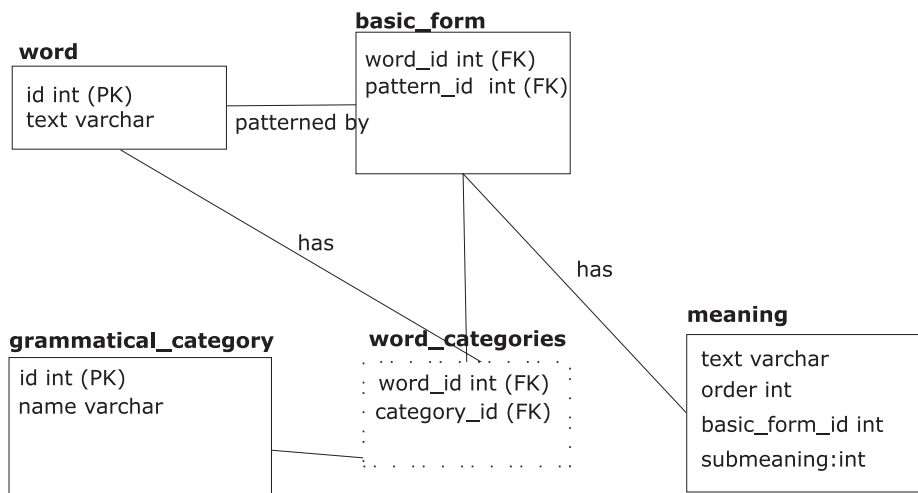 basic_form
word_id int (FK)
pattern_id int (FK)
word
id int (PK)
text varchar
patterned by
has
has
meaning
text varchar
order int
basic_form_id int
submeaning:int
grammatical_category
id int (PK)
name varchar
word_categories
word_id int (FK)
category_id (FK)